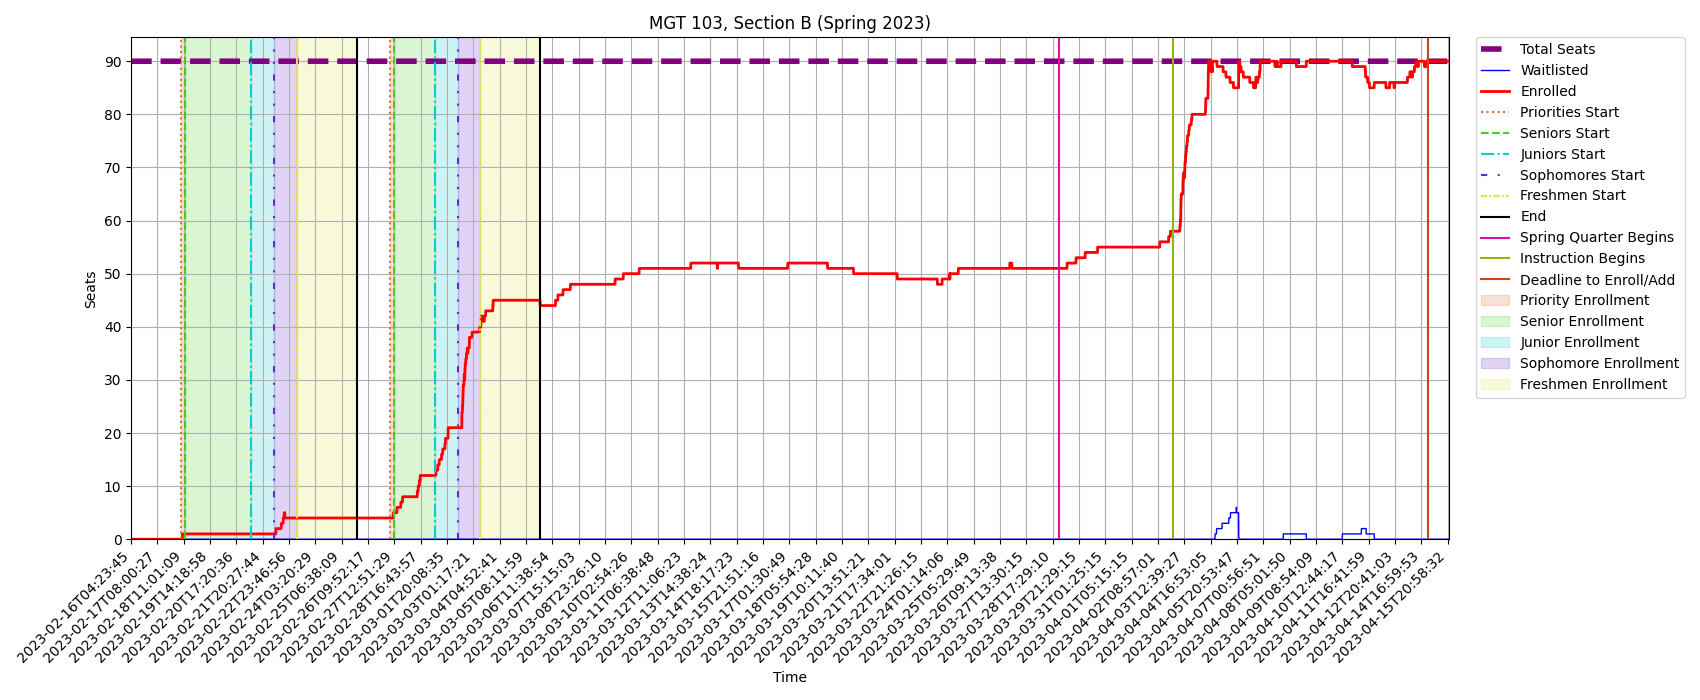 MGT 103, Section B (Spring 2023)
Seats
90
80
70
60
50
40
30
20
10
0
2023-02-16T04:23:45
2023-02-17T08:00:27
2023-02-18T11:01:09
2023-02-19T14:18:58
2023-02-20T17:20:36
2023-02-21T20:27:44
2023-02-22T23:46:50
2023-02-24T03:20:29
2023-02-25T06:38:09
2023-02-26T09:52:17
2023-02-27T12:51:29
2023-02-28T16:43:57
2023-03-01T20:08:35
2023-03-03T01:17:21
2023-03-04T04:52:41
2023-03-05T08:11:59
2023-03-06T11:38:54
2023-03-07T15:15:03
2023-03-08T23:26:10
2023-03-10T02:54:26
2023-03-11T06:38:48
2023-03-12T11:06:23
2023-03-13T14:38:24
2023-03-14T18:17:23
2023-03-15T21:51:16
2023-03-17T01:30:49
2023-03-18T05:54:28
2023-03-19T10:11:40
2023-03-20T13:51:21
2023-03-21T17:34:01
2023-03-22T21:26:15
2023-03-24T01:14:06
2023-03-25T05:29:49
2023-03-26T09:13:38
2023-03-27T13:30:15
2023-03-28T17:29:10
2023-03-29T21:29:15
2023-03-31T01:25:15
2023-04-01T05:15:15
2023-04-02T08:57:01
2023-04-03T12:39:27
2023-04-04T16:53:05
2023-04-05T20:53:47
2023-04-07T00:56:51
2023-04-08T05:01:50
2023-04-09T08:54:09
2023-04-10T12:44:17
2023-04-11T16:41:59
2023-04-12T20:41:03
2023-04-14T16:59:53
2023-04-15T20:58:32
Time
Total Seats
Waitlisted
Enrolled
Priorities Start
Seniors Start
Juniors Start
Sophomores Start
Freshmen Start
End
Spring Quarter Begins
Instruction Begins
Deadline to Enroll/Add
Priority Enrollment
Senior Enrollment
Junior Enrollment
Sophomore Enrollment
Freshmen Enrollment